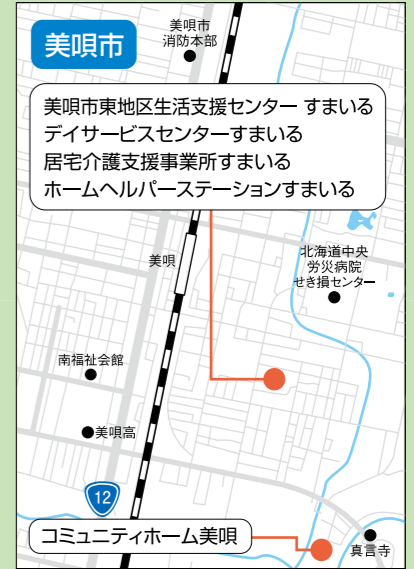 美唄市
美唄市
消防本部
美唄市東地区生活支援センター すまいる
デイサービスセンターすまいる
居宅介護支援事業所すまいる
ホームヘルパーステーションすまいる
美唄
北海道中央
労災病院
せき損センター
南福祉会館
美唄高
12
コミュニティホーム美唄
真言寺